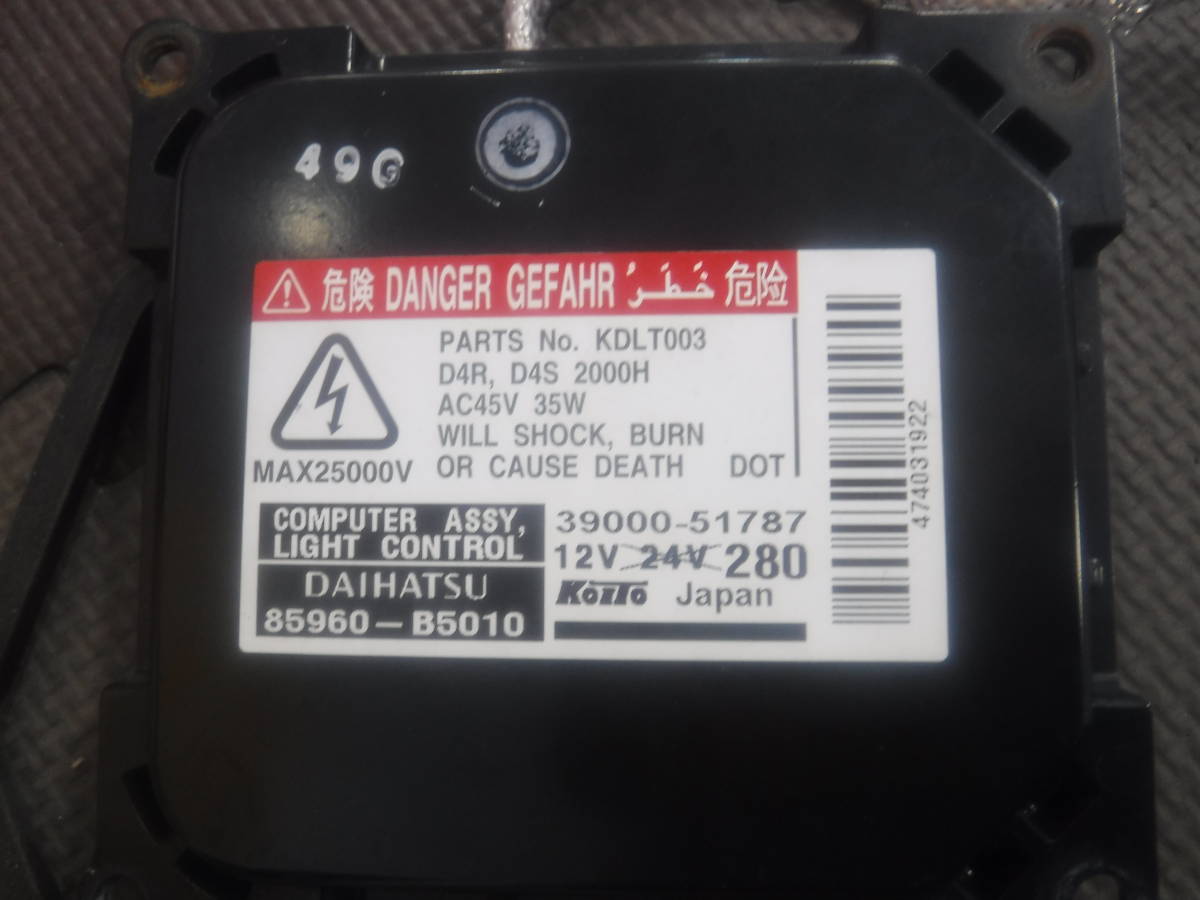 49G
危険 DANGER GEFAHR خَطَرُ 危险
PARTS No. KDLT003
D4R, D4S 2000H
AC45V 35W
WILL SHOCK, BURN
OR CAUSE DEATH DOT
MAX25000V
COMPUTER ASSY,
LIGHT CONTROL
DAIHATSU
85960-B5010
39000-51787
12V 24V 280
KOITO Japan
474031922